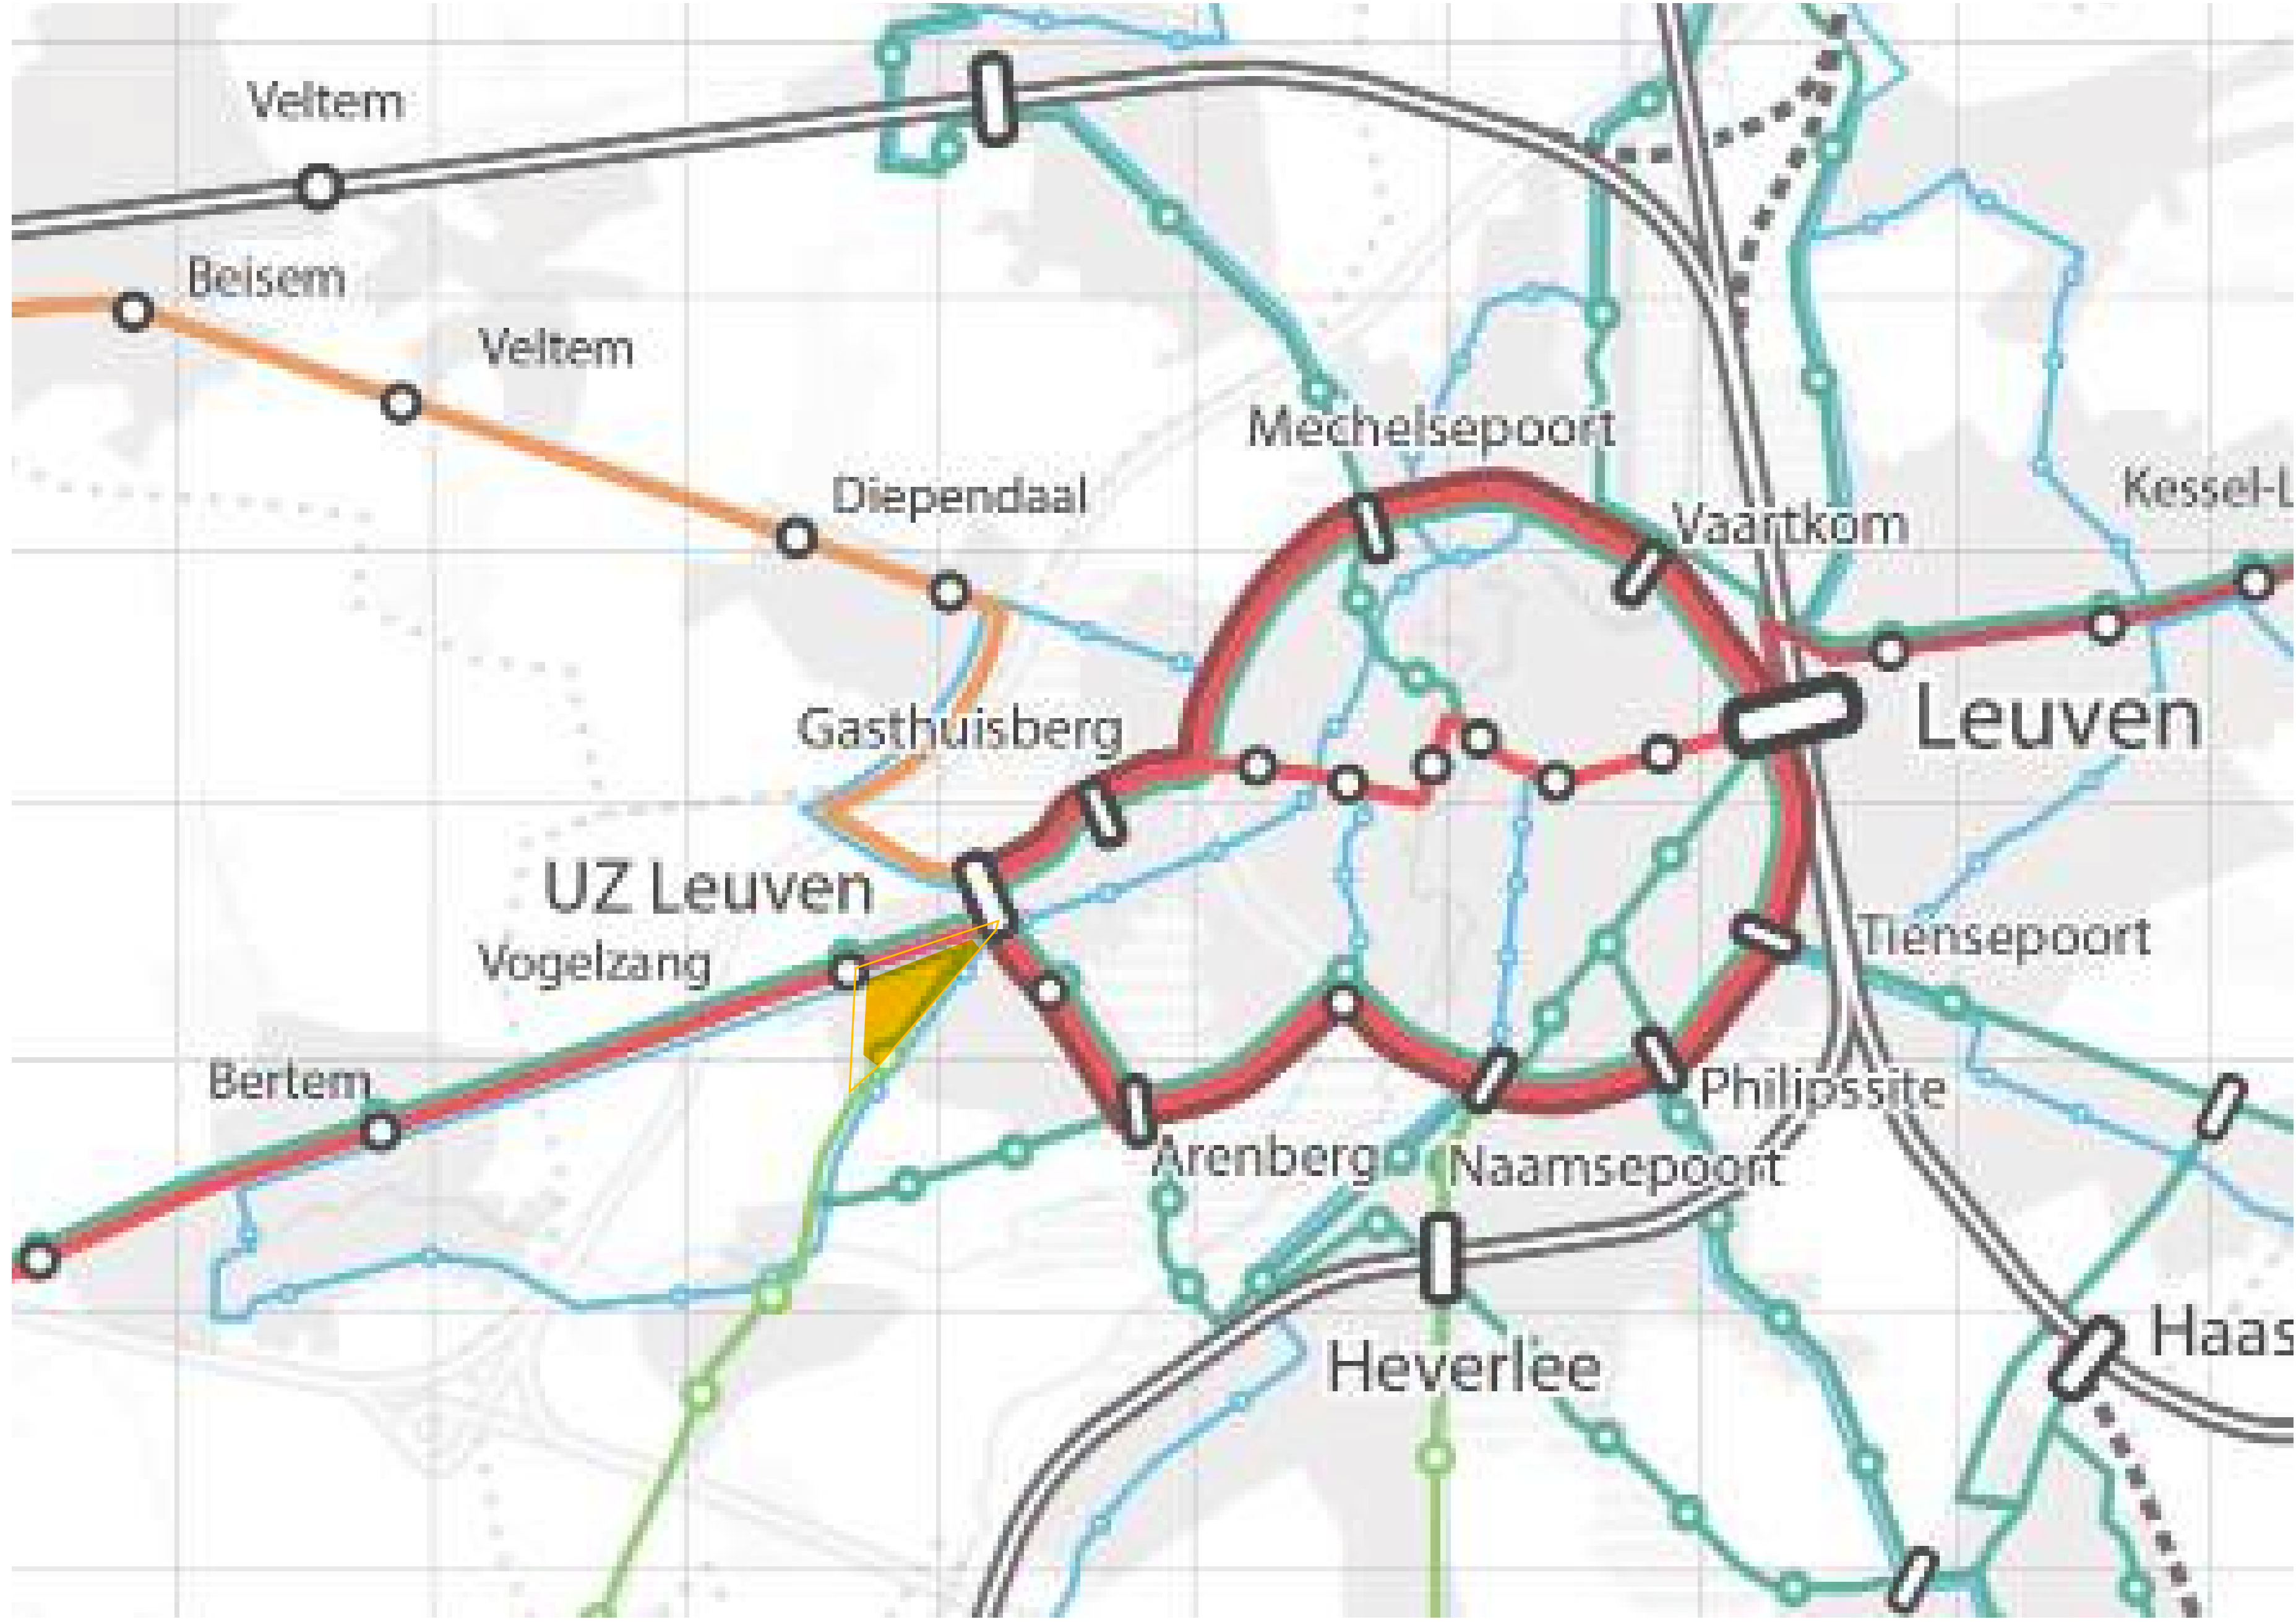 Veltem
Beisem
Veltem
Mechelsepoort
Diependaal
Kessel-L
Vaartkom
Gasthuisberg
Leuven
UZ Leuven
Vogelzang
Tiensepoort
Bertem
Philipssite
Arenberg
Naamsepoort
Heverlee
Haas